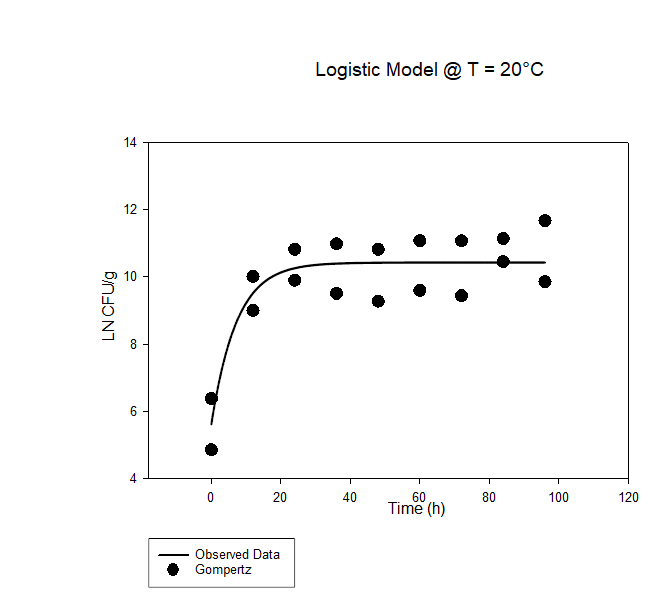 Logistic Model @ T = 20°C
14
12
10
8
6
4
LN CFU/g
0 20 40 60 80 100 120
Time (h)
Observed Data
Gompertz